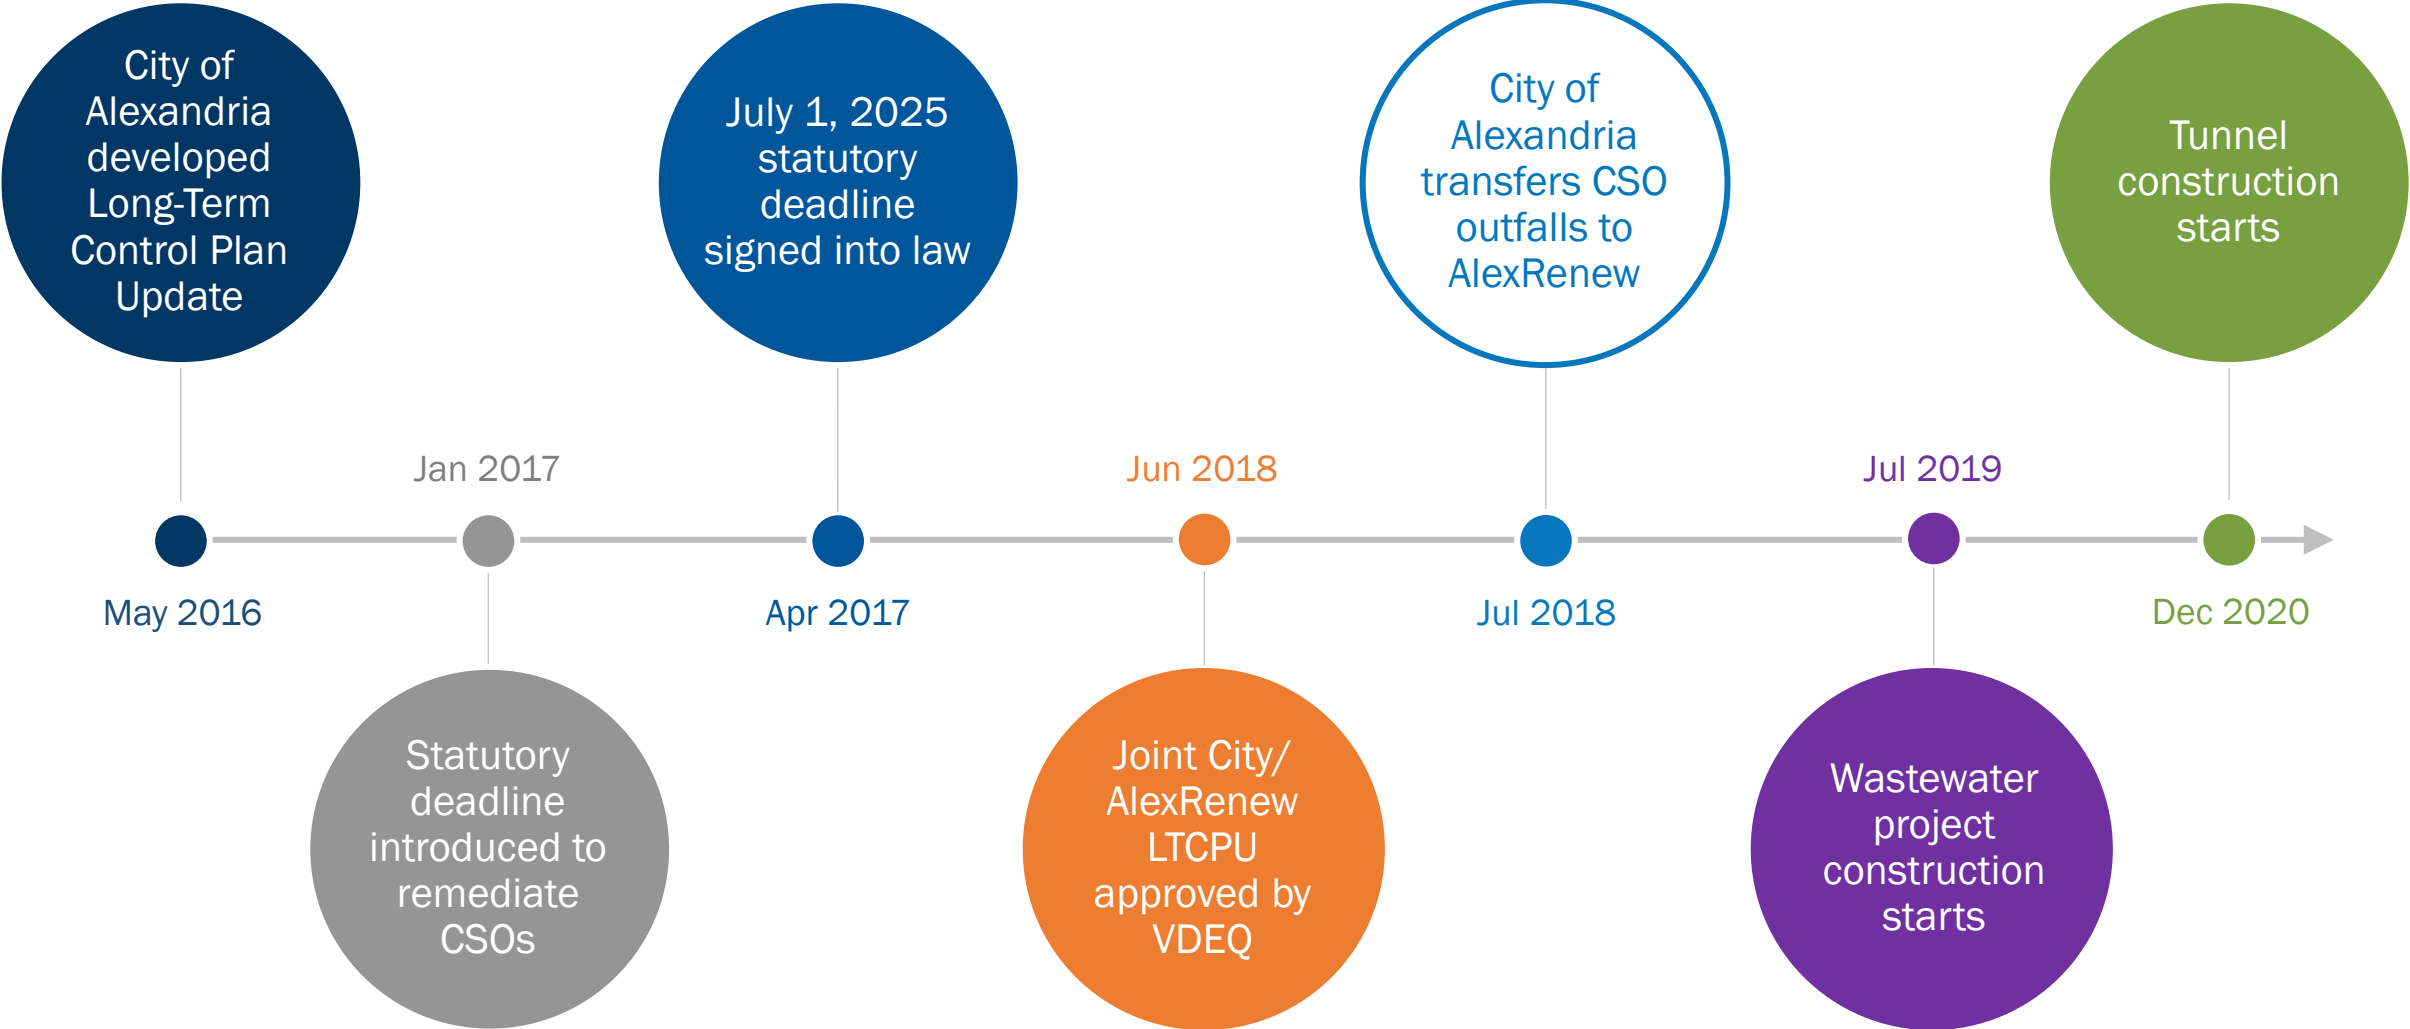 City of
Alexandria
developed
Long-Term
Control Plan
Update
May 2016
Jan 2017
Statutory
deadline
introduced to
remediate
CSOs
July 1, 2025
statutory
deadline
signed into law
Apr 2017
Jun 2018
Joint City/
AlexRenew
LTCPU
approved by
VDEQ
City of
Alexandria
transfers CSO
outfalls to
AlexRenew
Jul 2018
Jul 2019
Wastewater
project
construction
starts
Tunnel
construction
starts
Dec 2020